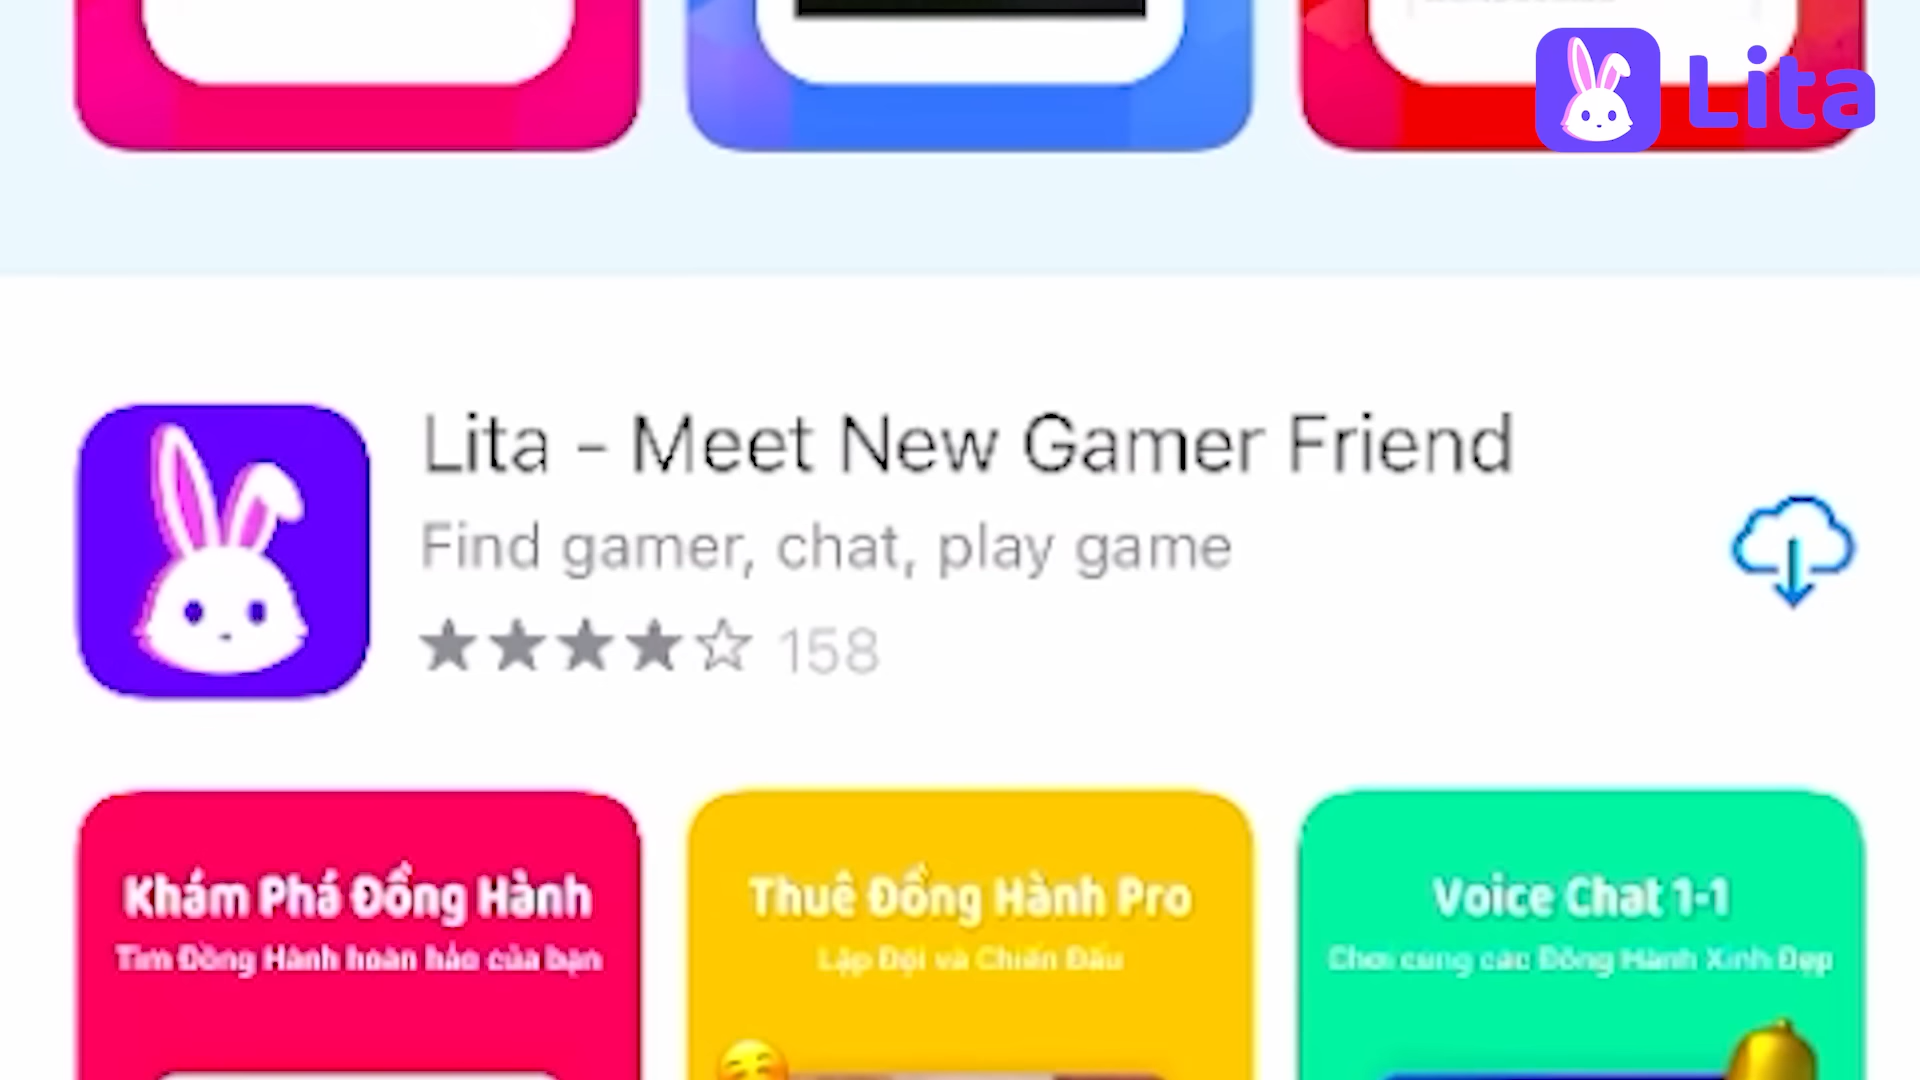 Lita
Lita - Meet New Gamer Friend
Find gamer, chat, play game
158
Khám Phá Đồng Hành
Tìm Đồng Hành hoàn hảo của bạn
Thuê Đồng Hành Pro
Lập Đội và Chiến Đấu
Voice Chat 1-1
Chơi cùng các Đồng Hành Xinh Đẹp